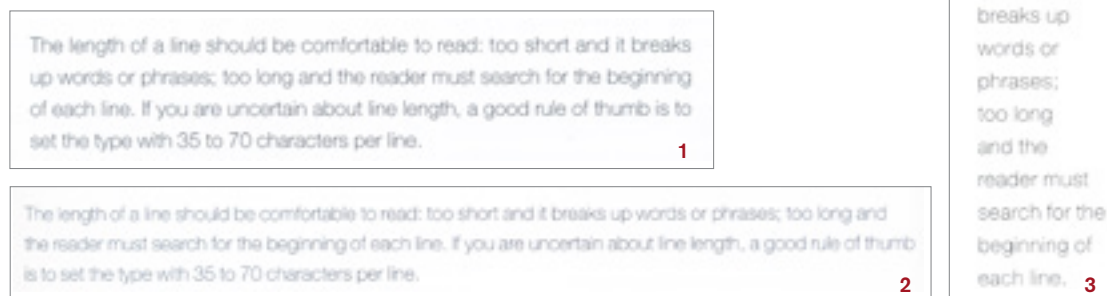 The length of a line should be comfortable to read: too short and it breaks
up words or phrases; too long and the reader must search for the beginning
of each line. If you are uncertain about line length, a good rule of thumb is to
set the type with 35 to 70 characters per line.
1
The length of a line should be comfortable to read: too short and it breaks up words or phrases; too long and
the reader must search for the beginning of each line. If you are uncertain about line length, a good rule of thumb
is to set the type with 35 to 70 characters per line.
2
breaks up
words or
phrases;
too long
and the
reader must
search for the
beginning of
each line.
3